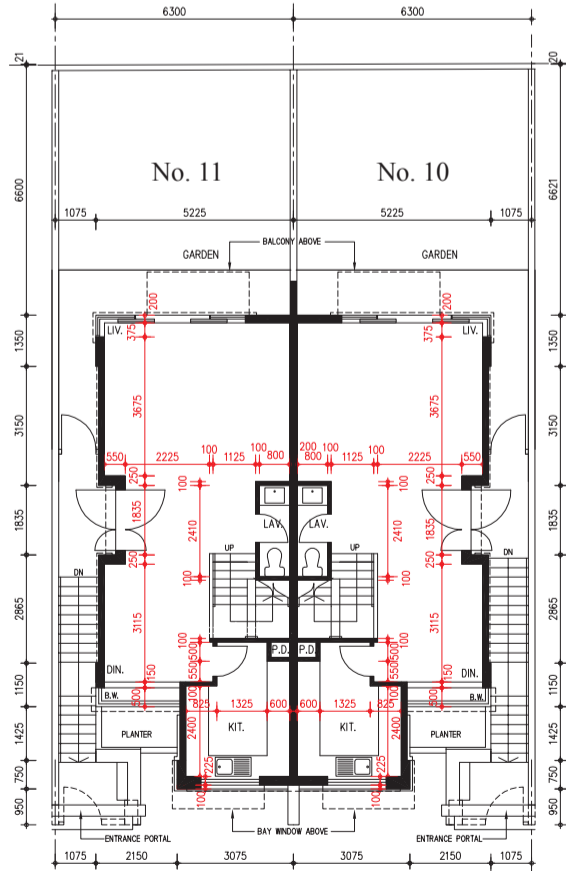 6300 6300
21 20
No. 11 No. 10
6600 6621
1075 5225 5225 1075
BALCONY ABOVE
GARDEN GARDEN
200
1350 LIV. 375 375 LIV. 1350
3675 3675
3150 3150
550 2225 100 1125 100 800 200 800 100 1125 100 2225 550
250 100 100 250
1835 1835 LAV. LAV. 1835 1835
2410 2410
250 UP UP 250
DN 100 100 DN
2865 3115 3115 2865
100 100
500 P.D. P.D. 500
DIN. 150 550 550 150 DIN.
1150 100 100 1150
B.W. 500 500 B.W.
825 1325 600 600 1325 825
1425 PLANTER KIT. KIT. PLANTER 1425
2400 2400
750 225 225 750
100 100
950 950
ENTRANCE PORTAL BAY WINDOW ABOVE ENTRANCE PORTAL
1075 2150 3075 3075 2150 1075